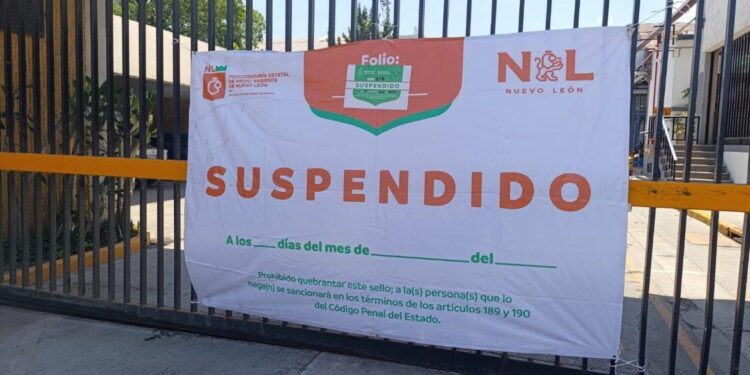 Folio:
SUSPENDIDO
NL
PROCURADURÍA ESTATAL
DE MEDIO AMBIENTE
DE NUEVO LEÓN
NL
NUEVO LEÓN
SUSPENDIDO
A los ___ días del mes de ____________ del ________
Prohibido quebrantar este sello; a la(s) persona(s) que lo
haga(n) se sancionará en los términos de los artículos 189 y 190
del Código Penal del Estado.